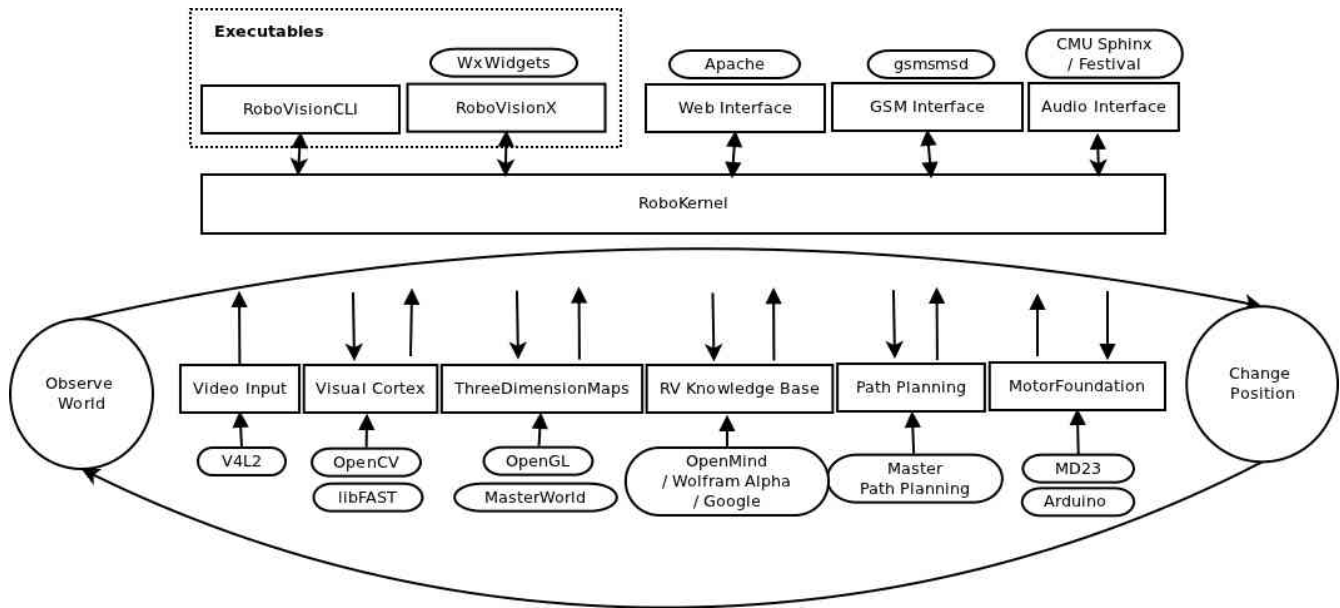 Executables
WxWidgets
Apache
gsmsmsd
CMU Sphinx
/ Festival
RoboVisionCLI
RoboVisionX
Web Interface
GSM Interface
Audio Interface
RoboKernel
Observe
World
Video Input
Visual Cortex
ThreeDimensionMaps
RV Knowledge Base
Path Planning
MotorFoundation
Change
Position
V4L2
OpenCV
libFAST
OpenGL
MasterWorld
OpenMind
/ Wolfram Alpha
/ Google
Master
Path Planning
MD23
Arduino